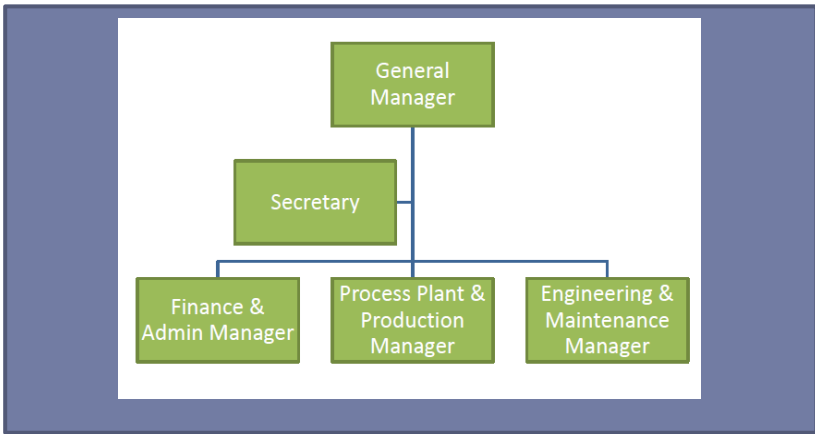 General
Manager
Secretary
Finance &
Admin Manager
Process Plant &
Production
Manager
Engineering &
Maintenance
Manager